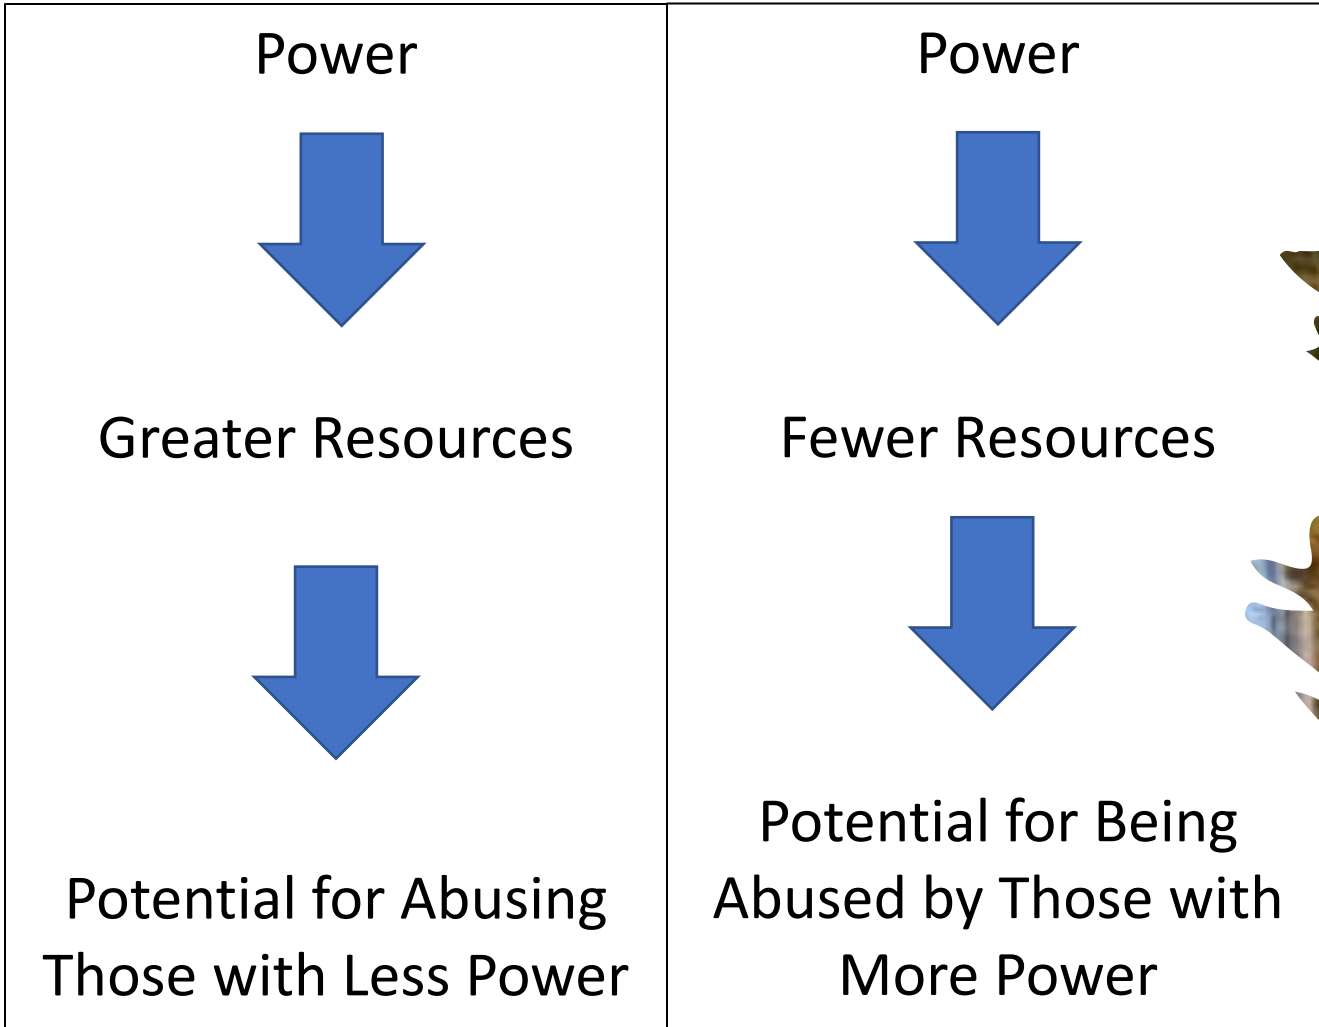 Power
Greater Resources
Potential for Abusing
Those with Less Power
Power
Fewer Resources
Potential for Being
Abused by Those with
More Power